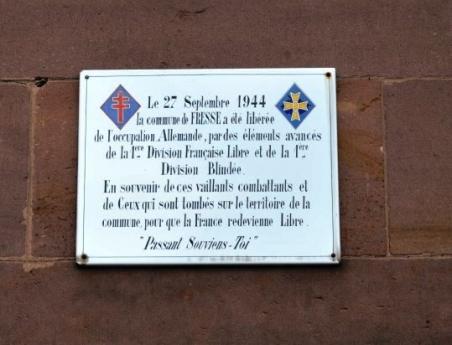 Le 27 Septembre 1944
la commune de FRESSE a été libérée
de l'occupation Allemande, par des éléments avancés
de la 1ere Division Française Libre et de la 1ère
Division Blindée.
En souvenir de ces vaillants combattants et
de Ceux qui sont tombés sur le territoire de la
commune, pour que la France redevienne Libre.
"Passant Souviens-Toi"